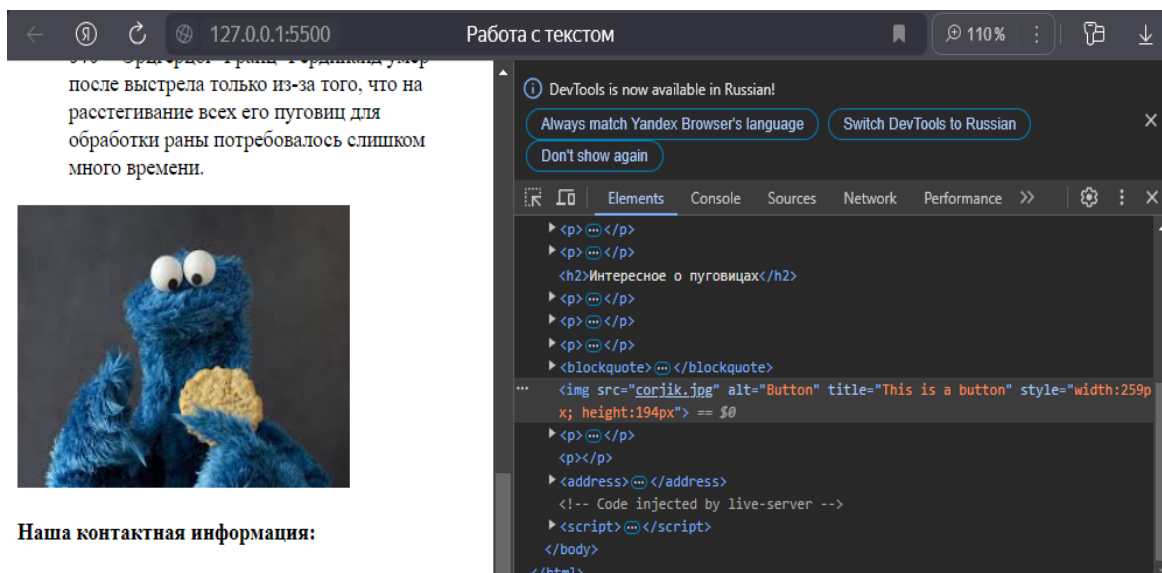 127.0.0.1:5500
Работа с текстом
110 %
после выстрела только из-за того, что на
расстегивание всех его пуговиц для
обработки раны потребовалось слишком
много времени.
Наша контактная информация:
DevTools is now available in Russian!
Always match Yandex Browser's language
Switch DevTools to Russian
Don't show again
Elements Console Sources Network Performance
<p>…</p>
<p>…</p>
<h2>Интересное о пуговицах</h2>
<p>…</p>
<p>…</p>
<p>…</p>
<blockquote>…</blockquote>
<img src="corjik.jpg" alt="Button" title="This is a button" style="width:259p
x; height:194px"> == $0
<p>…</p>
<p></p>
<address>…</address>
<!-- Code injected by live-server -->
<script>…</script>
</body>
</html>